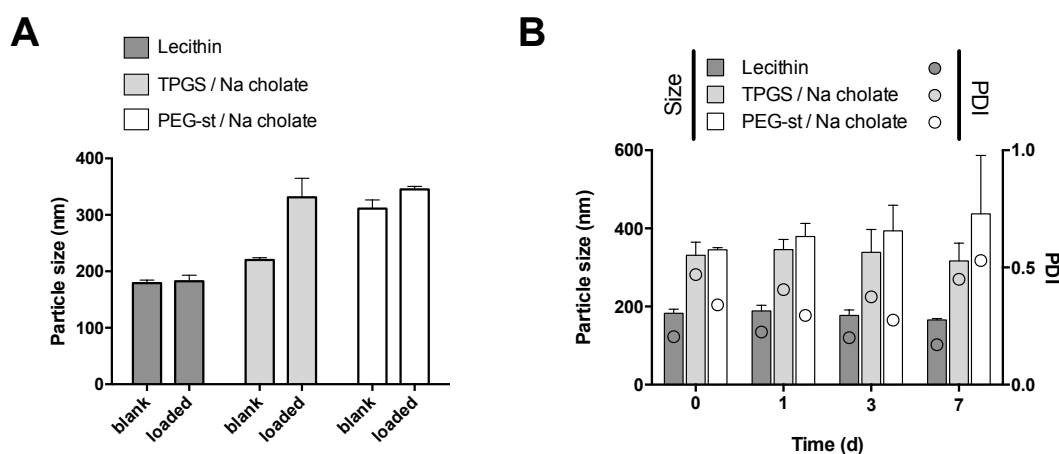 A
Lecithin
TPGS / Na cholate
PEG-st / Na cholate
Particle size (nm)
400
300
200
100
0
blank
loaded
blank
loaded
blank
loaded
B
Size
Lecithin
TPGS / Na cholate
PEG-st / Na cholate
PDI
Particle size (nm)
600
400
200
0
1.0
0.5
0.0
PDI
0 1 3 7
Time (d)